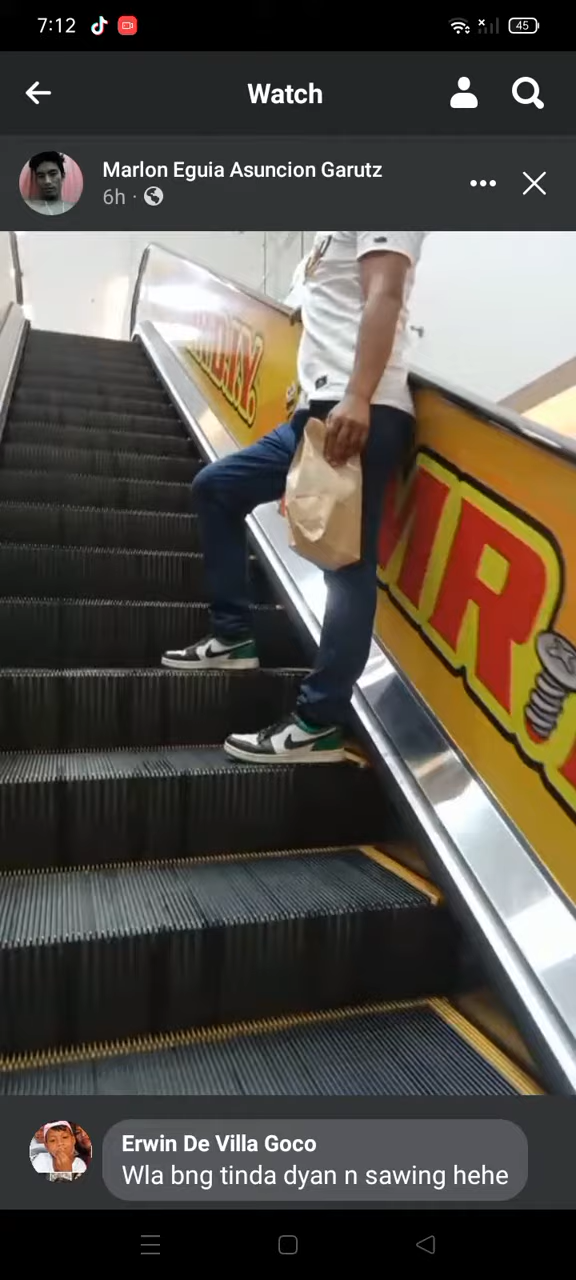 7:12
45
Watch
Marlon Eguia Asuncion Garutz
6h ·
MR
Erwin De Villa Goco
Wla bng tinda dyan n sawing hehe